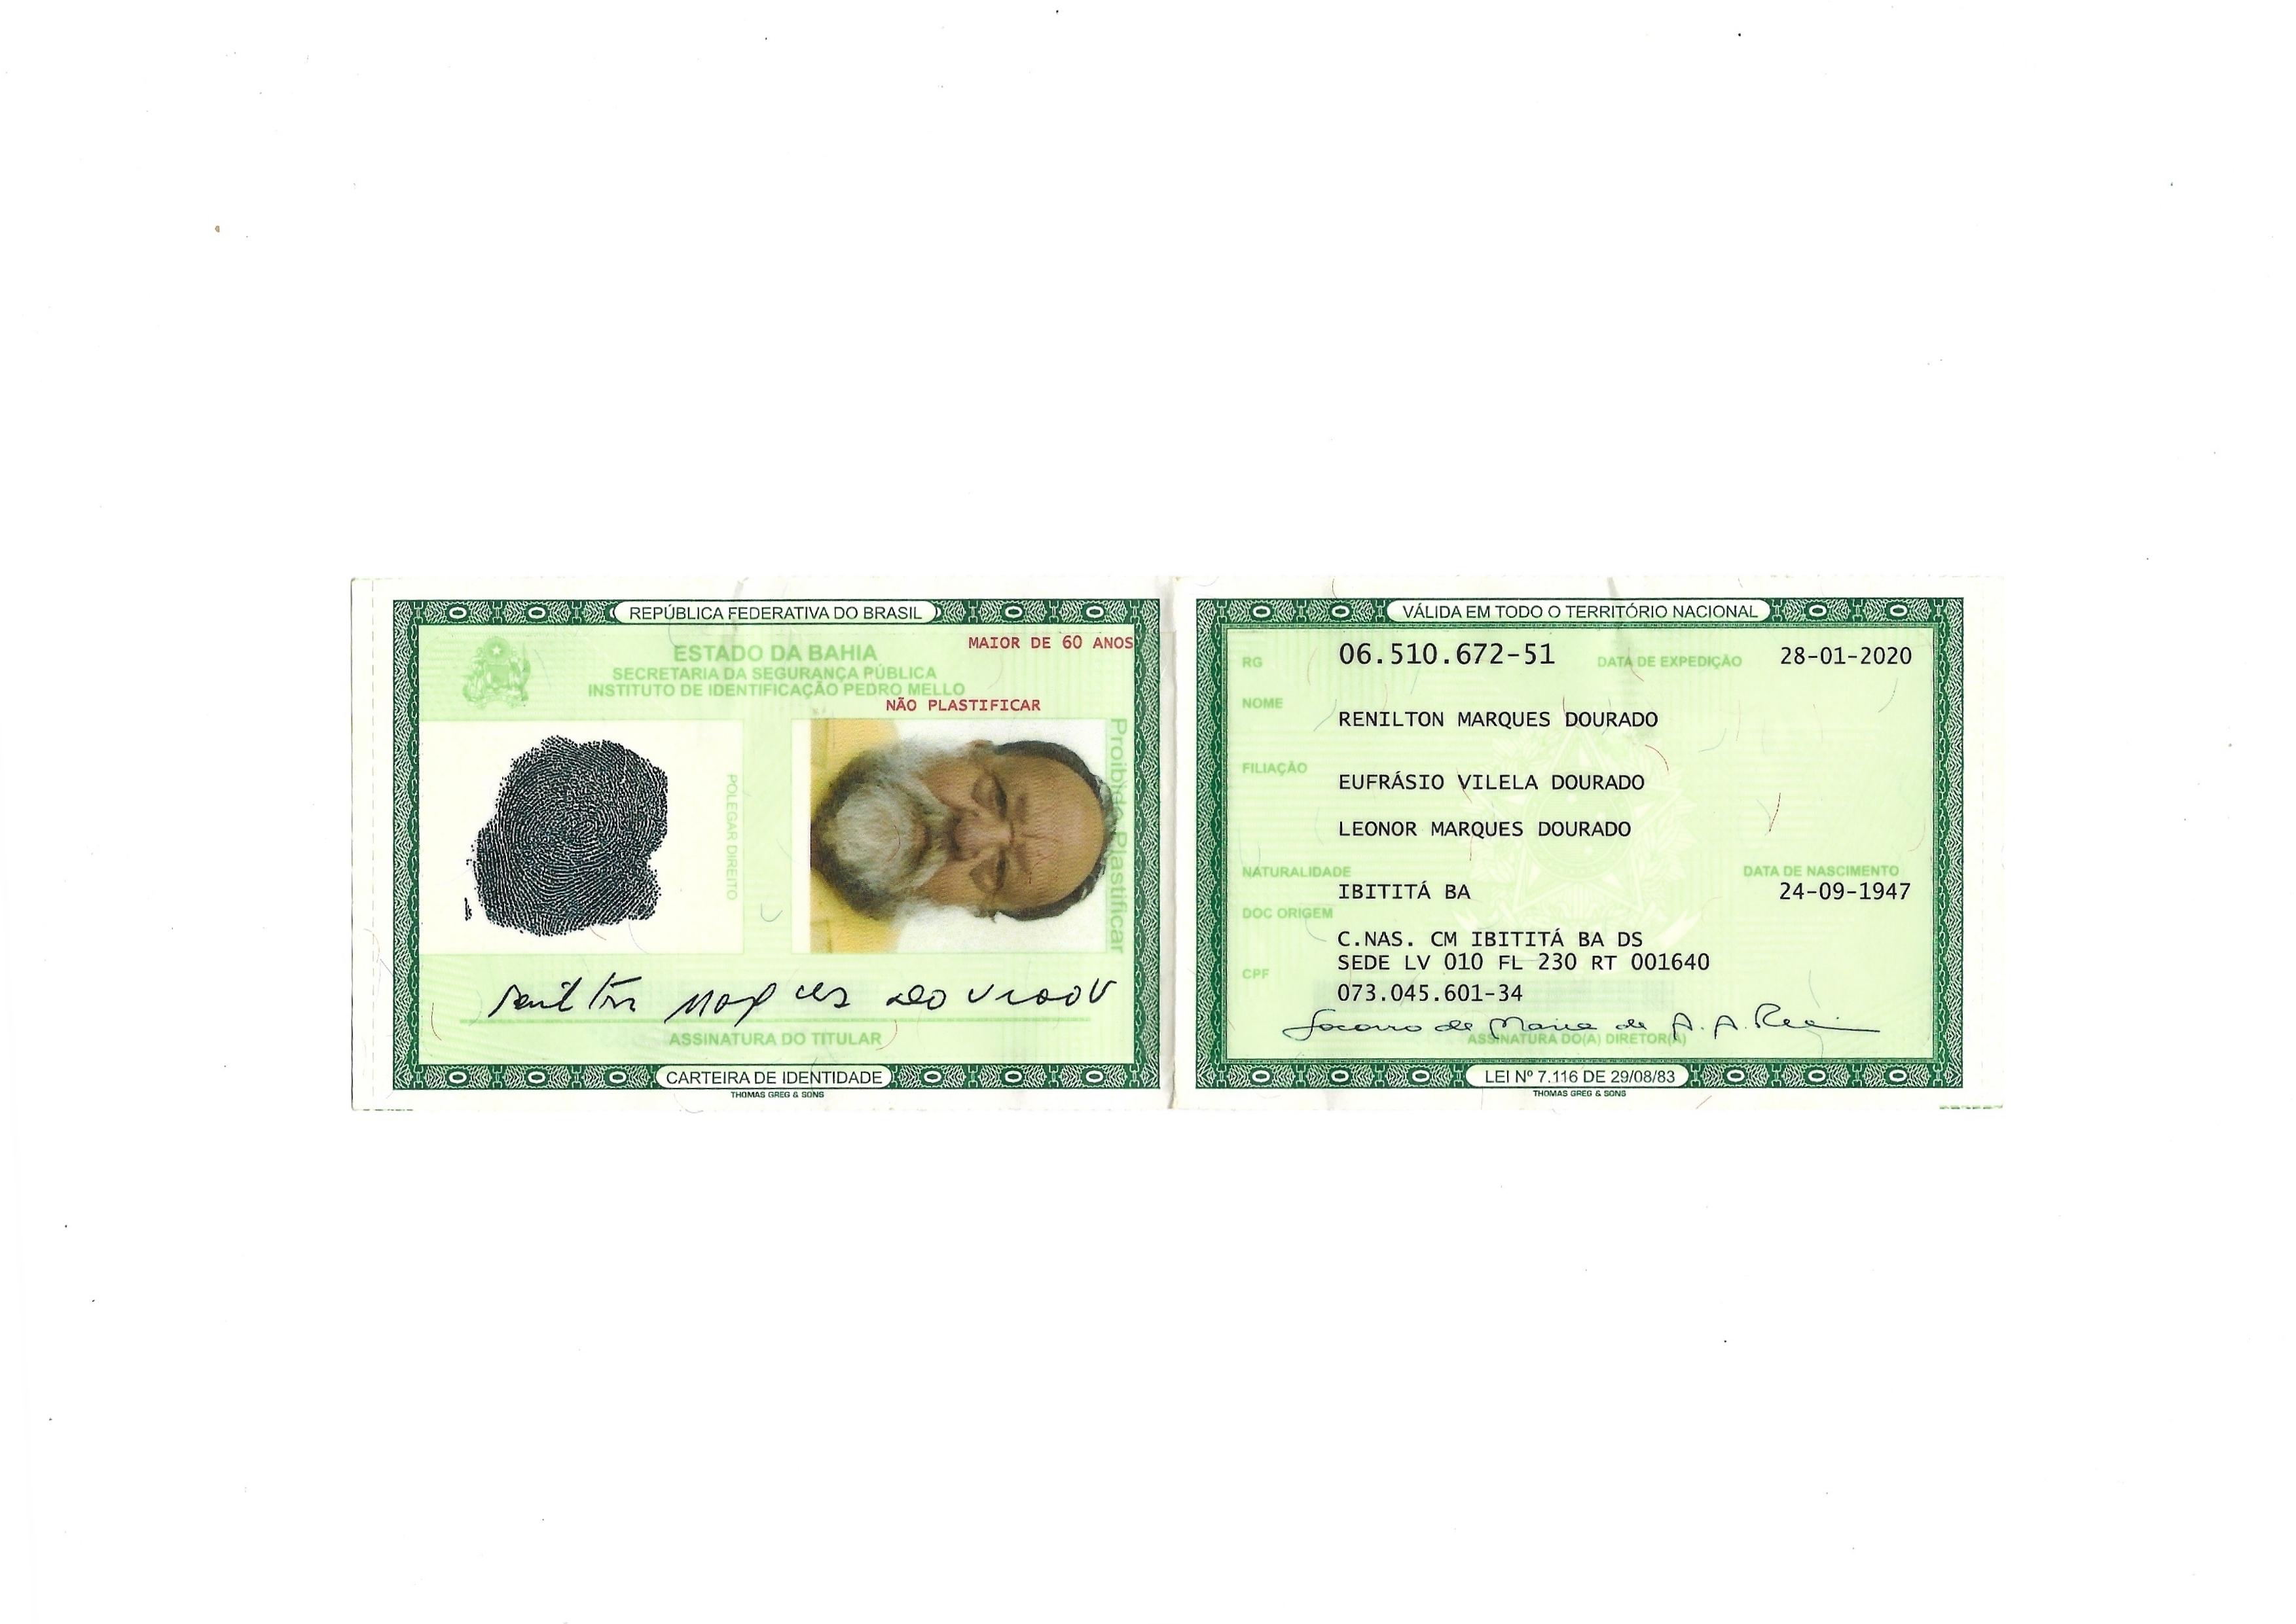 REPÚBLICA FEDERATIVA DO BRASIL
MAIOR DE 60 ANOS
ESTADO DA BAHIA
SECRETARIA DA SEGURANÇA PÚBLICA
INSTITUTO DE IDENTIFICAÇÃO PEDRO MELLO
NÃO PLASTIFICAR
POLEGAR DIREITO
Proibido Plastificar
ASSINATURA DO TITULAR
CARTEIRA DE IDENTIDADE
THOMAS GREG & SONS
VÁLIDA EM TODO O TERRITÓRIO NACIONAL
RG 06.510.672-51 DATA DE EXPEDIÇÃO 28-01-2020
NOME
RENILTON MARQUES DOURADO
FILIAÇÃO
EUFRÁSIO VILELA DOURADO
LEONOR MARQUES DOURADO
NATURALIDADE DATA DE NASCIMENTO
IBITITÁ BA 24-09-1947
DOC ORIGEM
C.NAS. CM IBITITÁ BA DS
SEDE LV 010 FL 230 RT 001640
CPF
073.045.601-34
Socorro de Maria de A. A.
ASSINATURA DO(A) DIRETOR(A)
LEI Nº 7.116 DE 29/08/83
THOMAS GREG & SONS